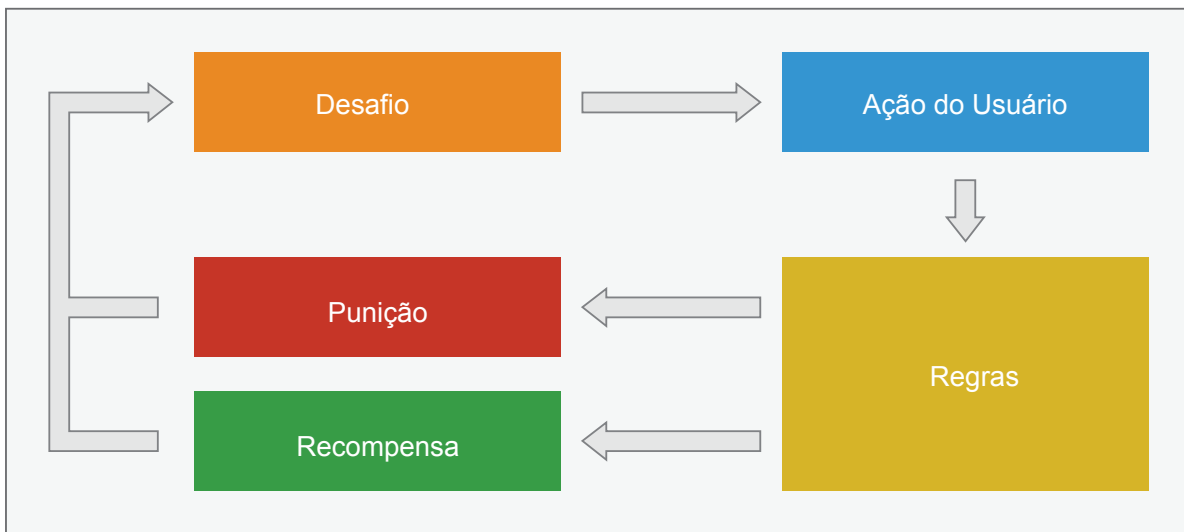 Desafio
Ação do Usuário
Punição
Regras
Recompensa